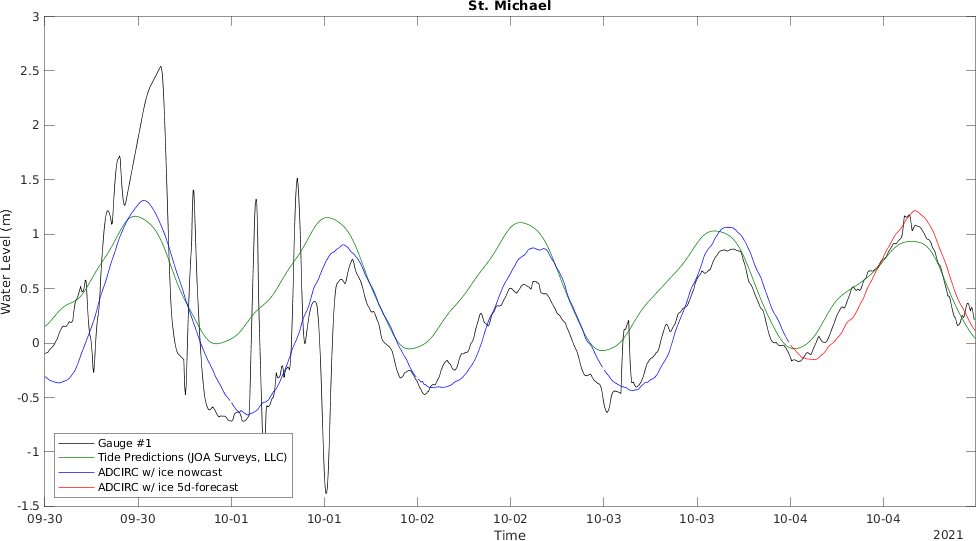 St. Michael
3
2.5
2
1.5
1
0.5
0
-0.5
-1
-1.5
Water Level (m)
Gauge #1
Tide Predictions (JOA Surveys, LLC)
ADCIRC w/ ice nowcast
ADCIRC w/ ice 5d-forecast
09-30 09-30 10-01 10-01 10-02 10-02 10-03 10-03 10-04 10-04
Time
2021